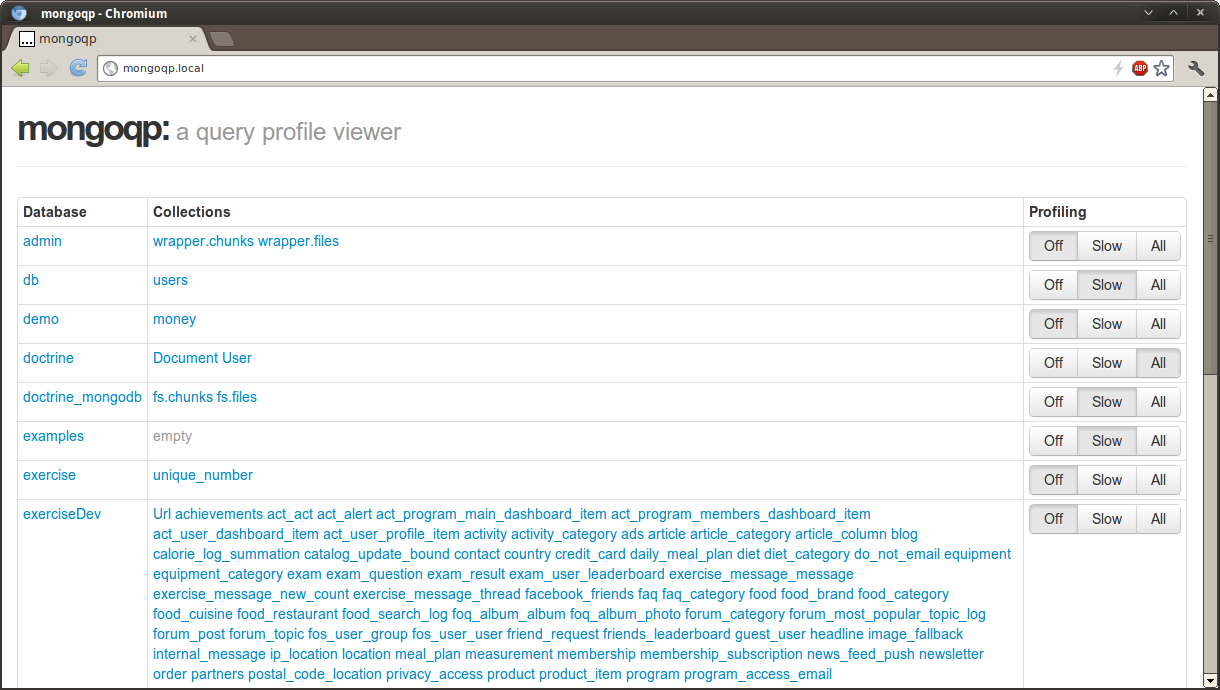 mongoqp - Chromium
mongoqp
mongoqp.local
ABP
mongoqp: a query profile viewer
Database Collections Profiling
admin wrapper.chunks wrapper.files Off Slow All
db users Off Slow All
demo money Off Slow All
doctrine Document User Off Slow All
doctrine_mongodb fs.chunks fs.files Off Slow All
examples empty Off Slow All
exercise unique_number Off Slow All
exerciseDev Url achievements act_act act_alert act_program_main_dashboard_item act_program_members_dashboard_item Off Slow All
act_user_dashboard_item act_user_profile_item activity activity_category ads article article_category article_column blog
calorie_log_summation catalog_update_bound contact country credit_card daily_meal_plan diet diet_category do_not_email equipment
equipment_category exam exam_question exam_result exam_user_leaderboard exercise_message_message
exercise_message_new_count exercise_message_thread facebook_friends faq faq_category food food_brand food_category
food_cuisine food_restaurant food_search_log foq_album_album foq_album_photo forum_category forum_most_popular_topic_log
forum_post forum_topic fos_user_group fos_user_user friend_request friends_leaderboard guest_user headline image_fallback
internal_message ip_location location meal_plan measurement membership membership_subscription news_feed_push newsletter
order partners postal_code_location privacy_access product product_item program program_access_email